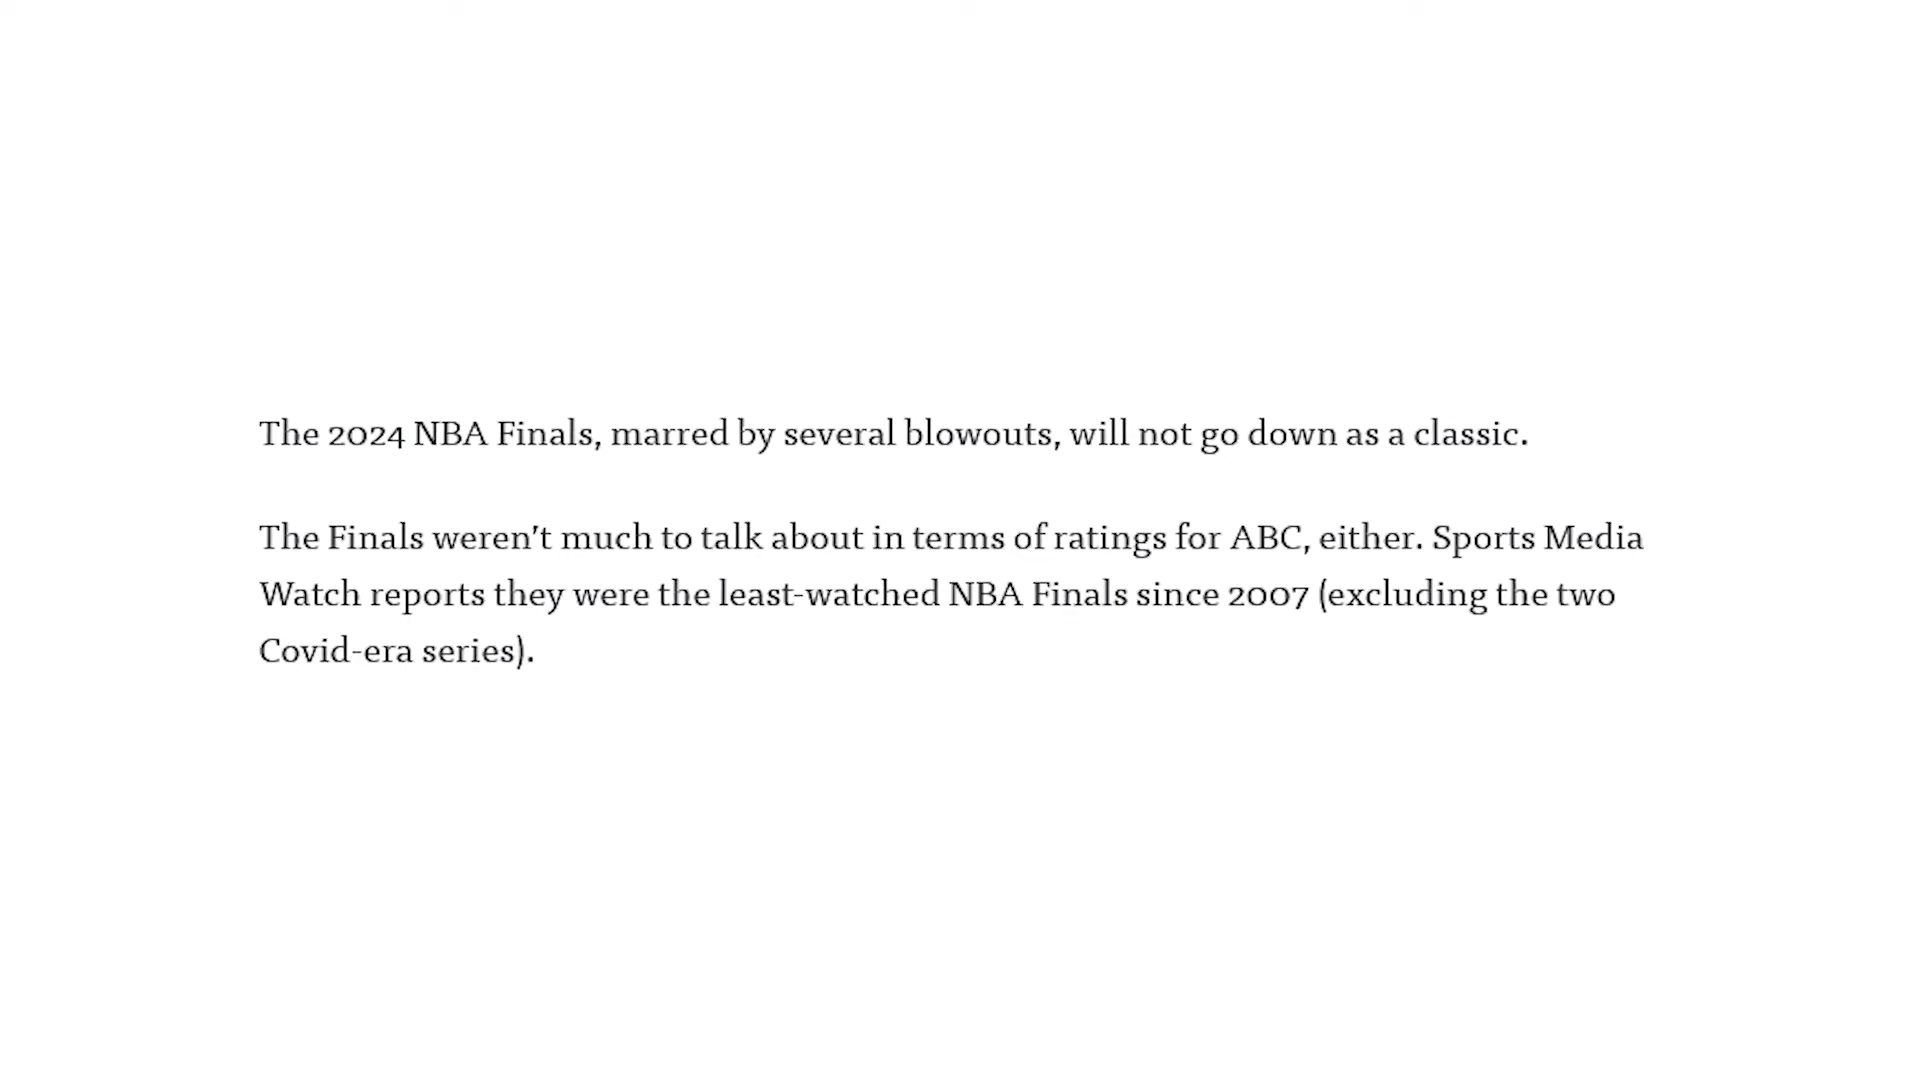 The 2024 NBA Finals, marred by several blowouts, will not go down as a classic.
The Finals weren’t much to talk about in terms of ratings for ABC, either. Sports Media
Watch reports they were the least-watched NBA Finals since 2007 (excluding the two
Covid-era series).